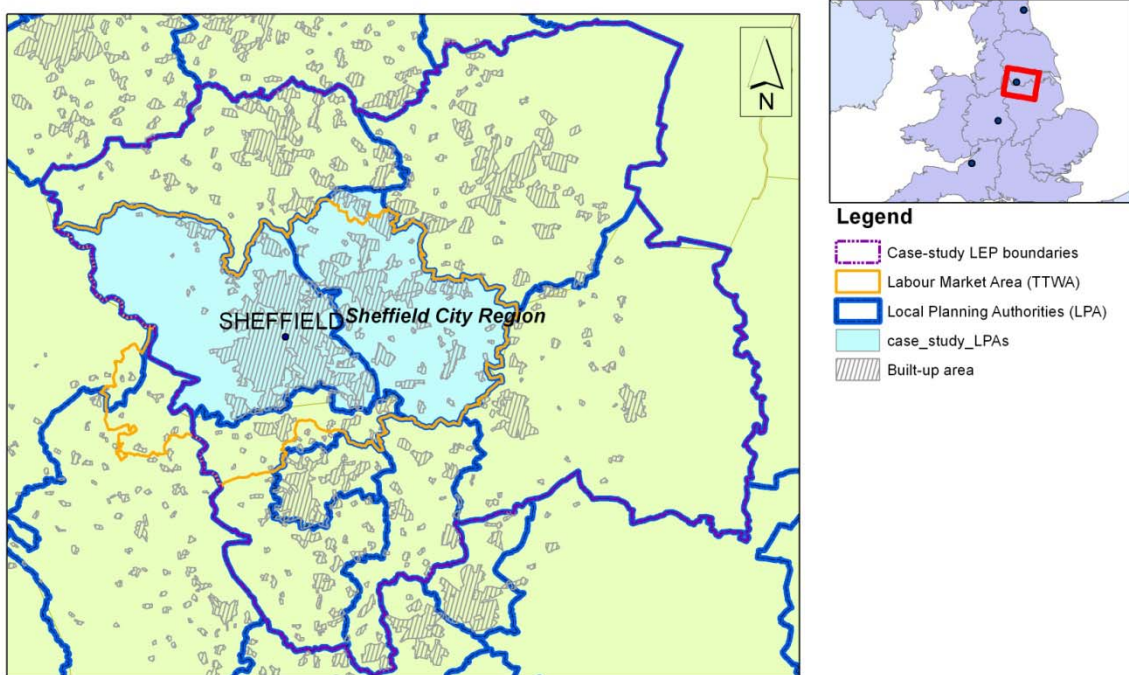 N
SHEFFIELD
Sheffield City Region
Legend
Case-study LEP boundaries
Labour Market Area (TTWA)
Local Planning Authorities (LPA)
case_study_LPAs
Built-up area